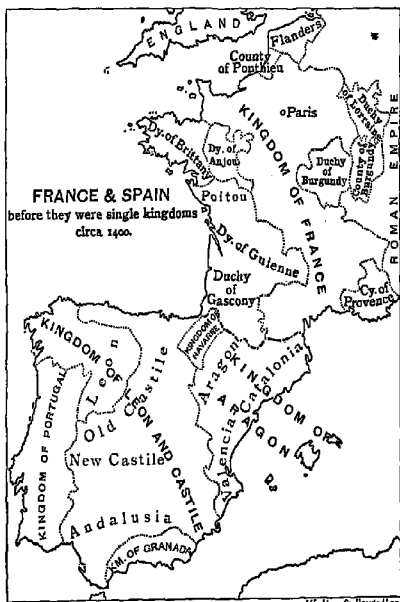 ENGLAND
Flanders
County
of Ponthieu
Paris
Duchy
of Lorraine
ROMAN EMPIRE
Dy. of Brittany
Dy. of
Anjou
KINGDOM OF FRANCE
Duchy
of
Burgundy
County of
Burgundy
FRANCE & SPAIN
before they were single kingdoms
circa 1400.
Poitou
Dy. of Guienne
Duchy
of
Gascony
Cy. of
Provence
KINGDOM OF
NAVARRE
KINGDOM OF LEON AND CASTILE
Leon
Old Castile
New Castile
Aragon
Catalonia
KINGDOM OF
ARAGON
Valencia
KINGDOM OF PORTUGAL
Andalusia
KM. OF GRANADA